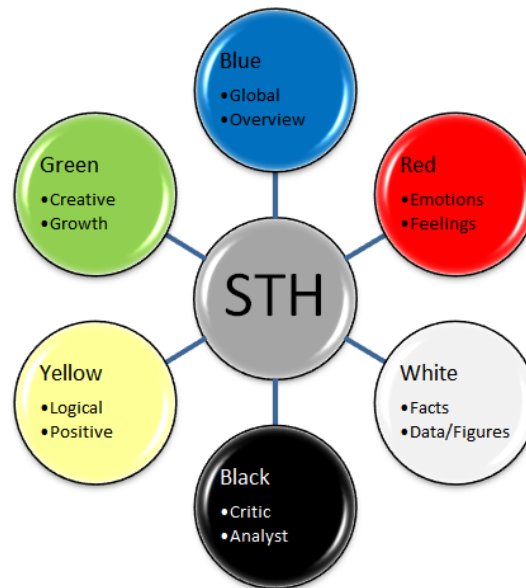 Blue
•Global
•Overview
Green
•Creative
•Growth
Red
•Emotions
•Feelings
STH
Yellow
•Logical
•Positive
White
•Facts
•Data/Figures
Black
•Critic
•Analyst